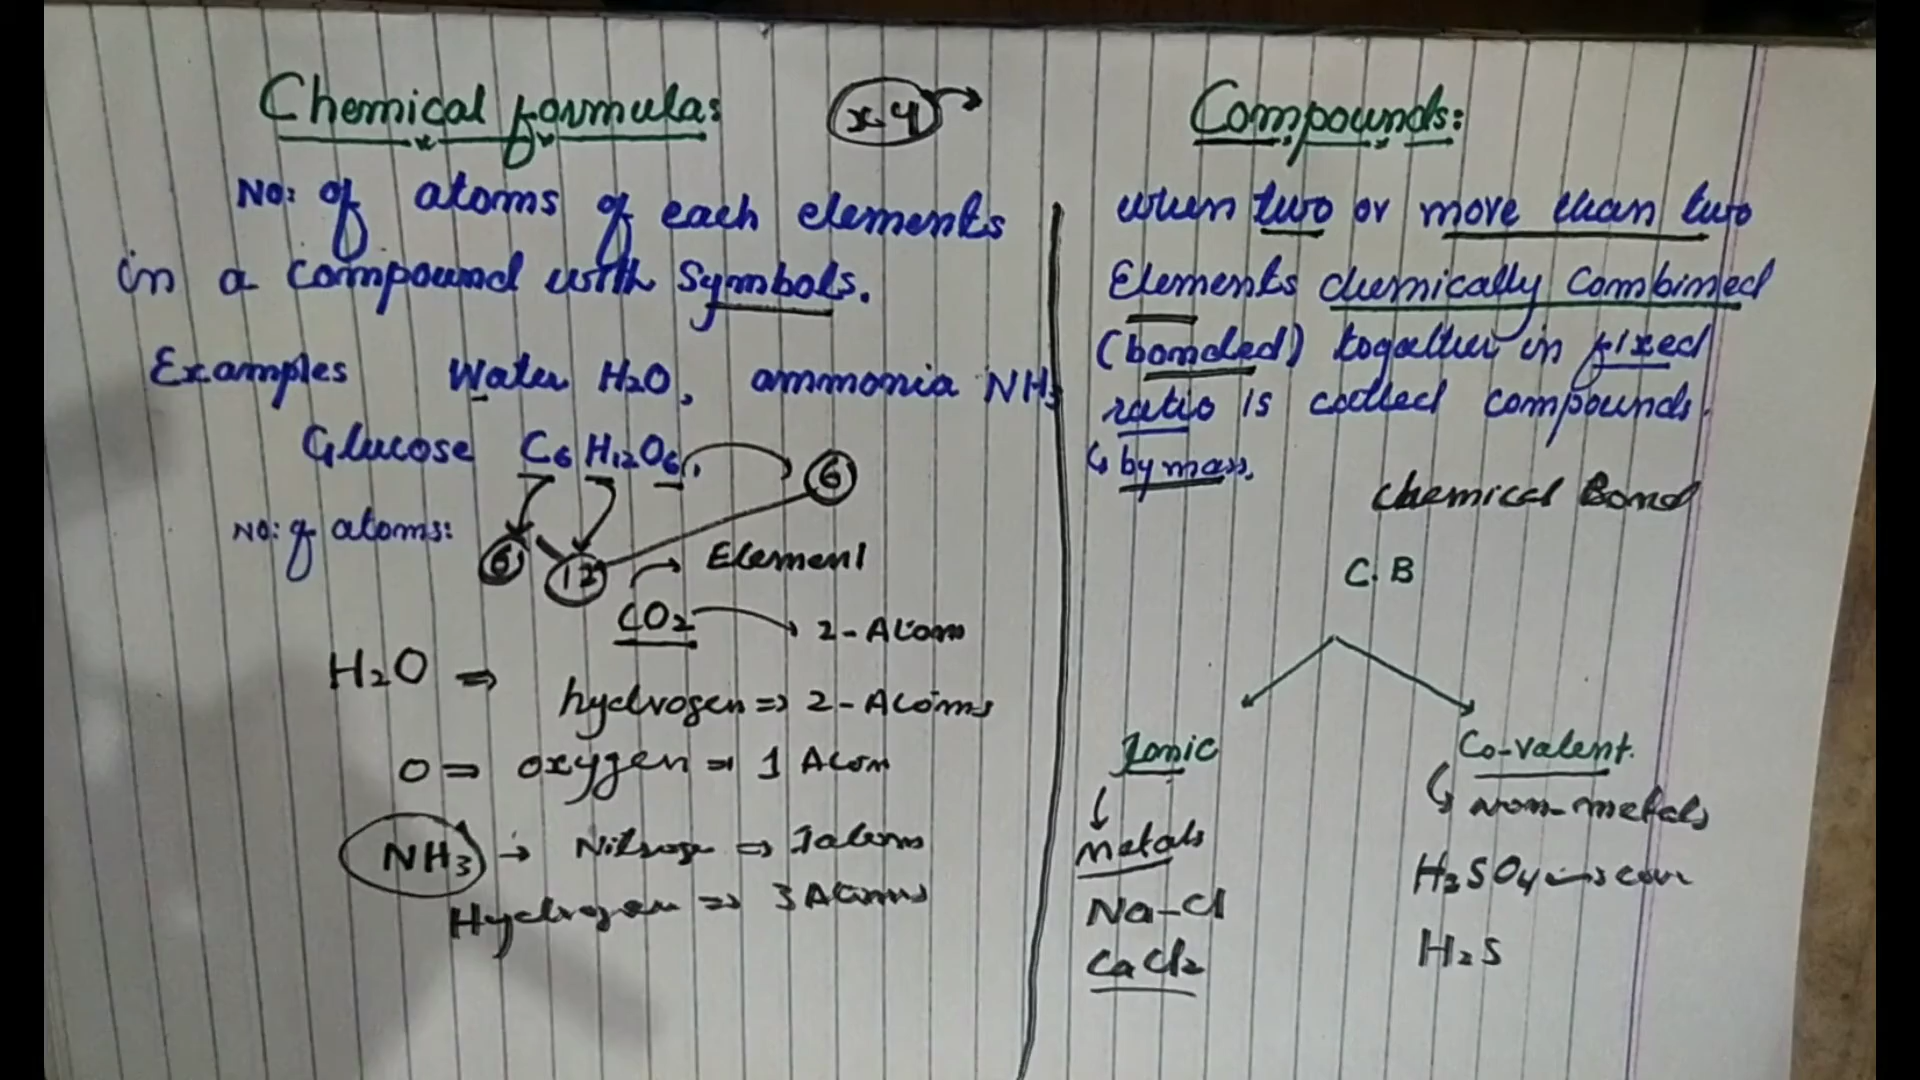 Chemical formula:
No: of atoms of each elements
in a compound with symbols.
Examples Water H2O, ammonia NH3
Glucose C6 H12O6,
6
No: of atoms:
6 12
Element
CO2
2-Atom
H2O ⇒
hydrogen ⇒ 2-Atoms
O ⇒ oxygen ⇒ 1 Atom
NH3 → Nitrogen ⇒ 1 atom
Hydrogen ⇒ 3 Atoms
x-y
Compounds:
when two or more than two
Elements chemically combined
(bonded) together in fixed
ratio is called compounds.
by mass.
Chemical Bond
C.B
Ionic
metals
Na-Cl
CaCl2
Co-valent.
non-metals
H2SO4
H2S